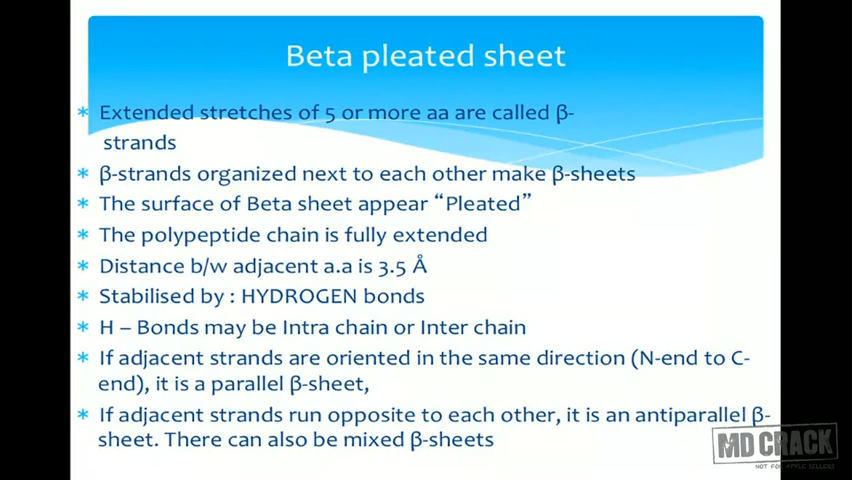 Beta pleated sheet
* Extended stretches of 5 or more aa are called β-
strands
* β-strands organized next to each other make β-sheets
* The surface of Beta sheet appear “Pleated”
* The polypeptide chain is fully extended
* Distance b/w adjacent a.a is 3.5 Å
* Stabilised by : HYDROGEN bonds
* H – Bonds may be Intra chain or Inter chain
* If adjacent strands are oriented in the same direction (N-end to C-
end), it is a parallel β-sheet,
* If adjacent strands run opposite to each other, it is an antiparallel β-
sheet. There can also be mixed β-sheets
MD CRACK
NOT FOR APPLE SELLERS